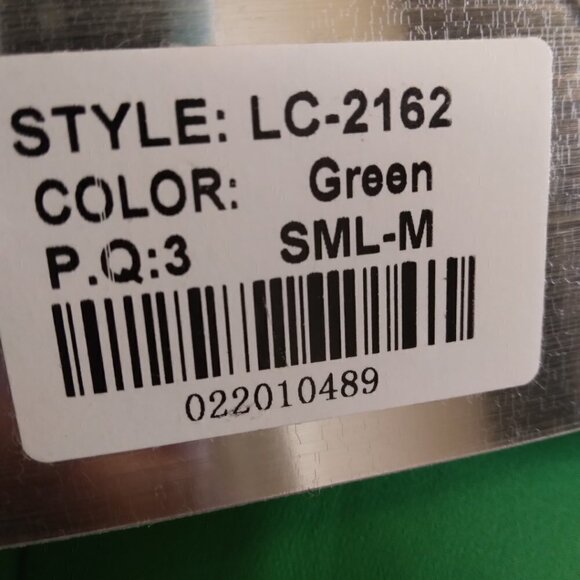 STYLE: LC-2162
COLOR: Green
P.Q:3 SML-M
022010489